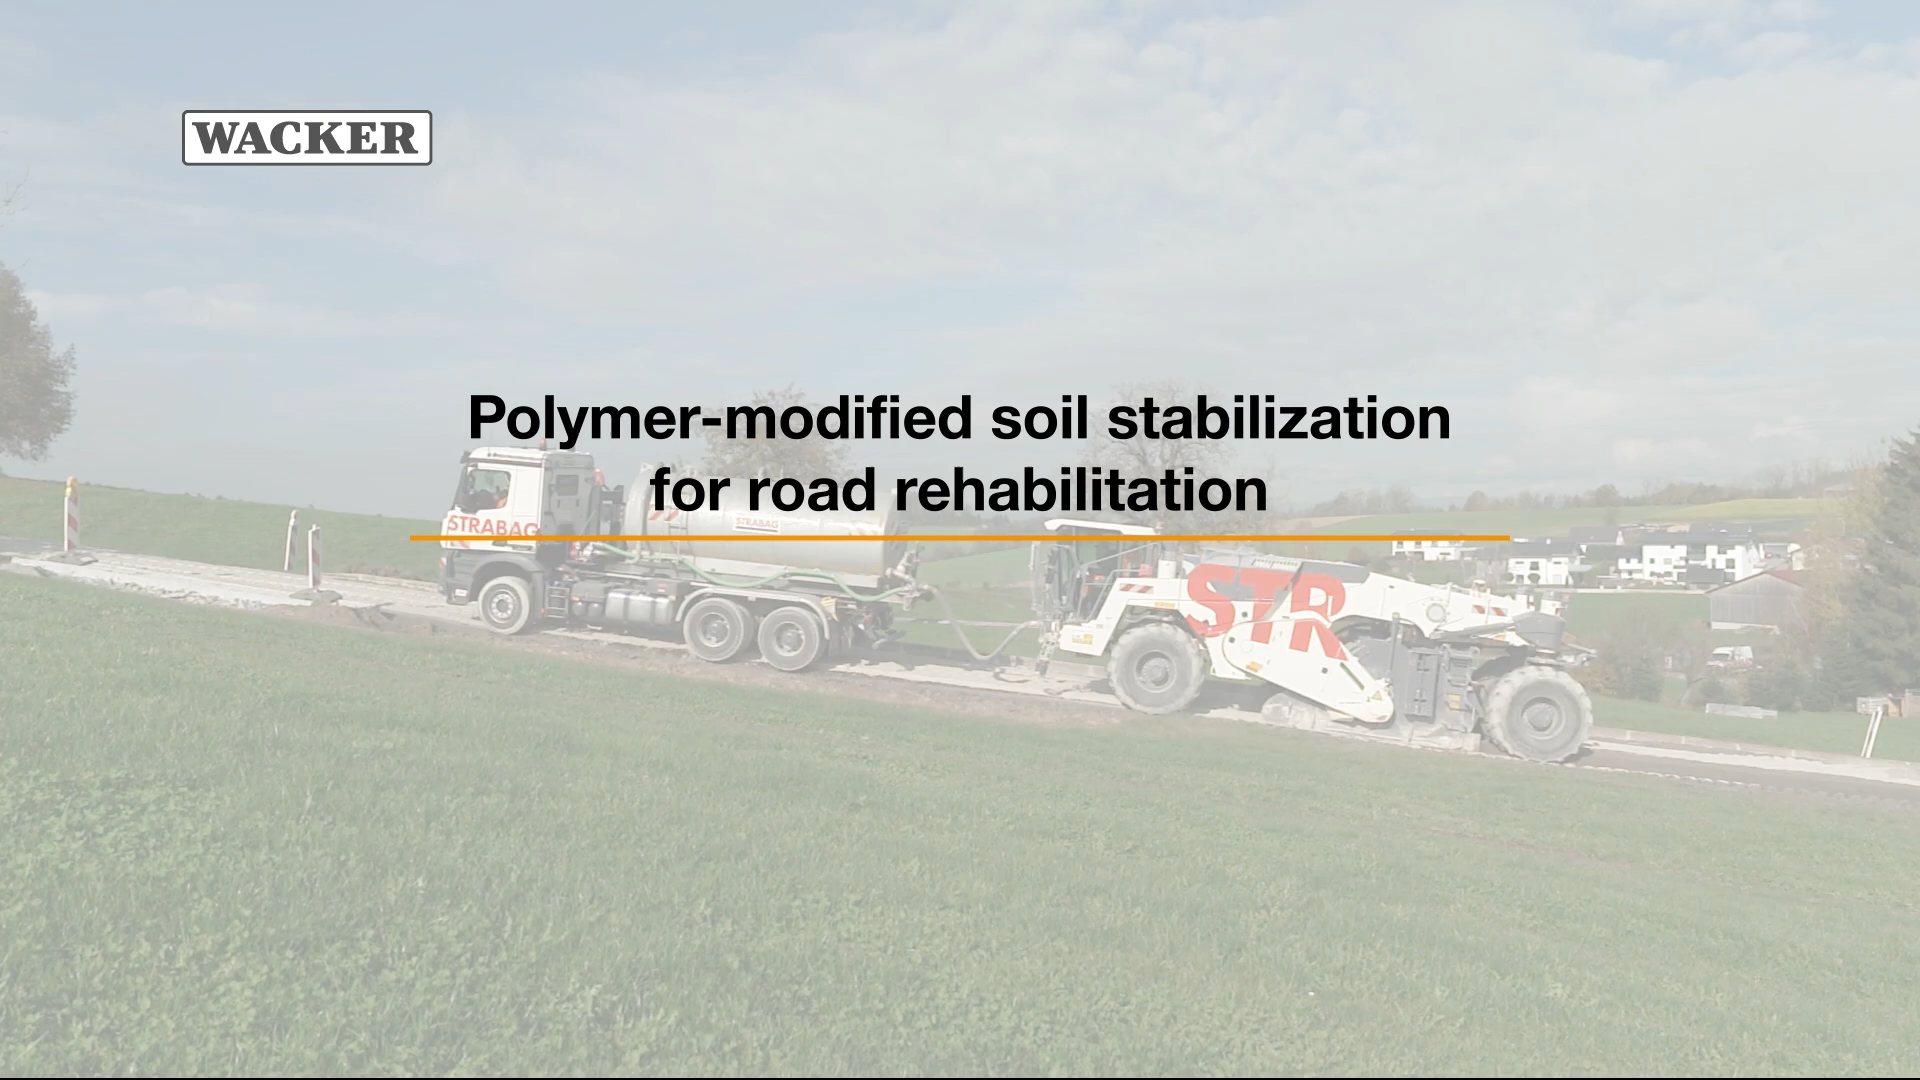 WACKER
Polymer-modified soil stabilization
for road rehabilitation
STRABAG
STRABAG
STR